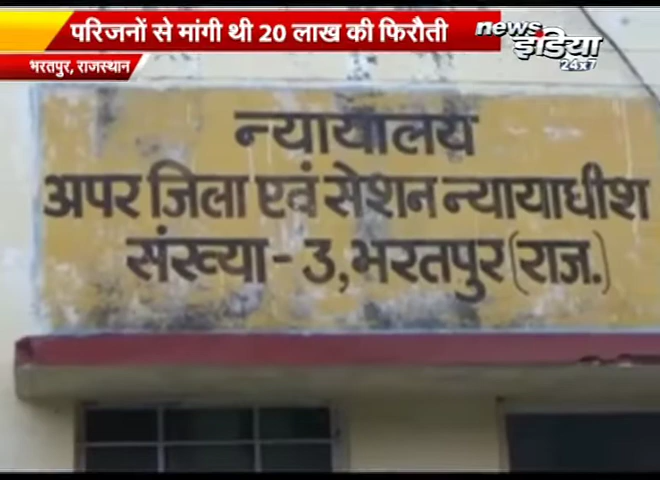 परिजनों से मांगी थी 20 लाख की फिरौती
भरतपुर, राजस्थान
news
इंडिया
24x7
न्यायालय
अपर जिला एवं सेशन न्यायाधीश
संख्या - 3, भरतपुर (राज.)